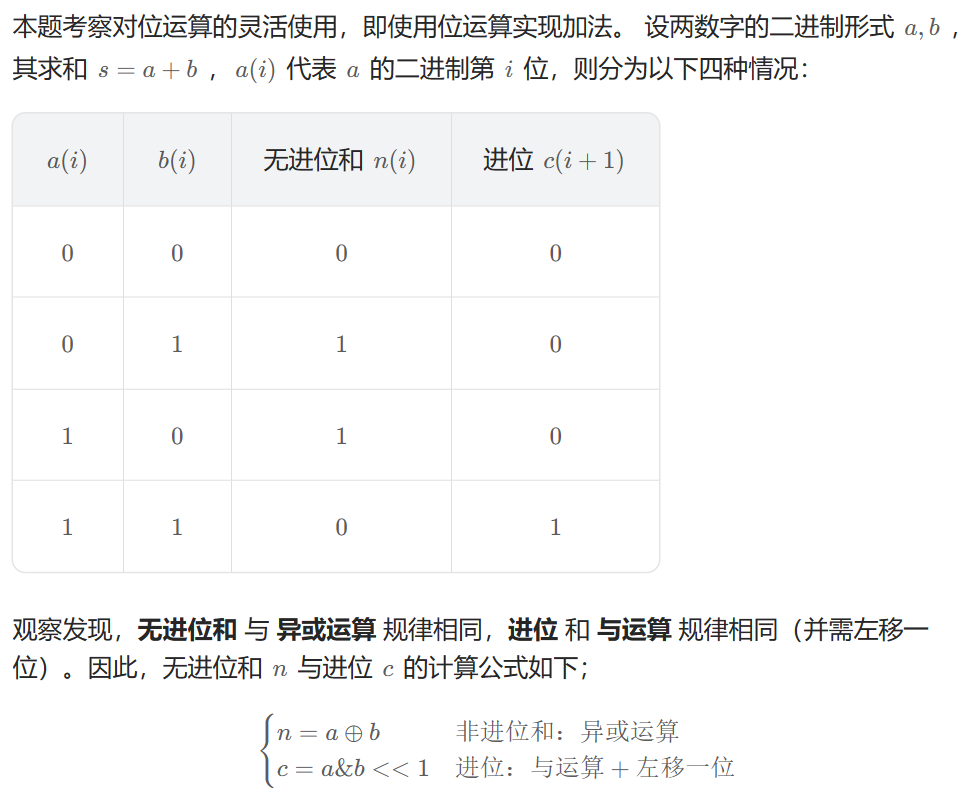 本题考察对位运算的灵活使用，即使用位运算实现加法。 设两数字的二进制形式 a, b ，
其求和 s = a + b ， a(i) 代表 a 的二进制第 i 位，则分为以下四种情况：
a(i) b(i) 无进位和 n(i) 进位 c(i + 1)
0 0 0 0
0 1 1 0
1 0 1 0
1 1 0 1
观察发现，无进位和 与 异或运算 规律相同，进位 和 与运算 规律相同（并需左移一
位）。因此，无进位和 n 与进位 c 的计算公式如下；
n = a ⊕ b 非进位和：异或运算
c = a&b << 1 进位：与运算 + 左移一位